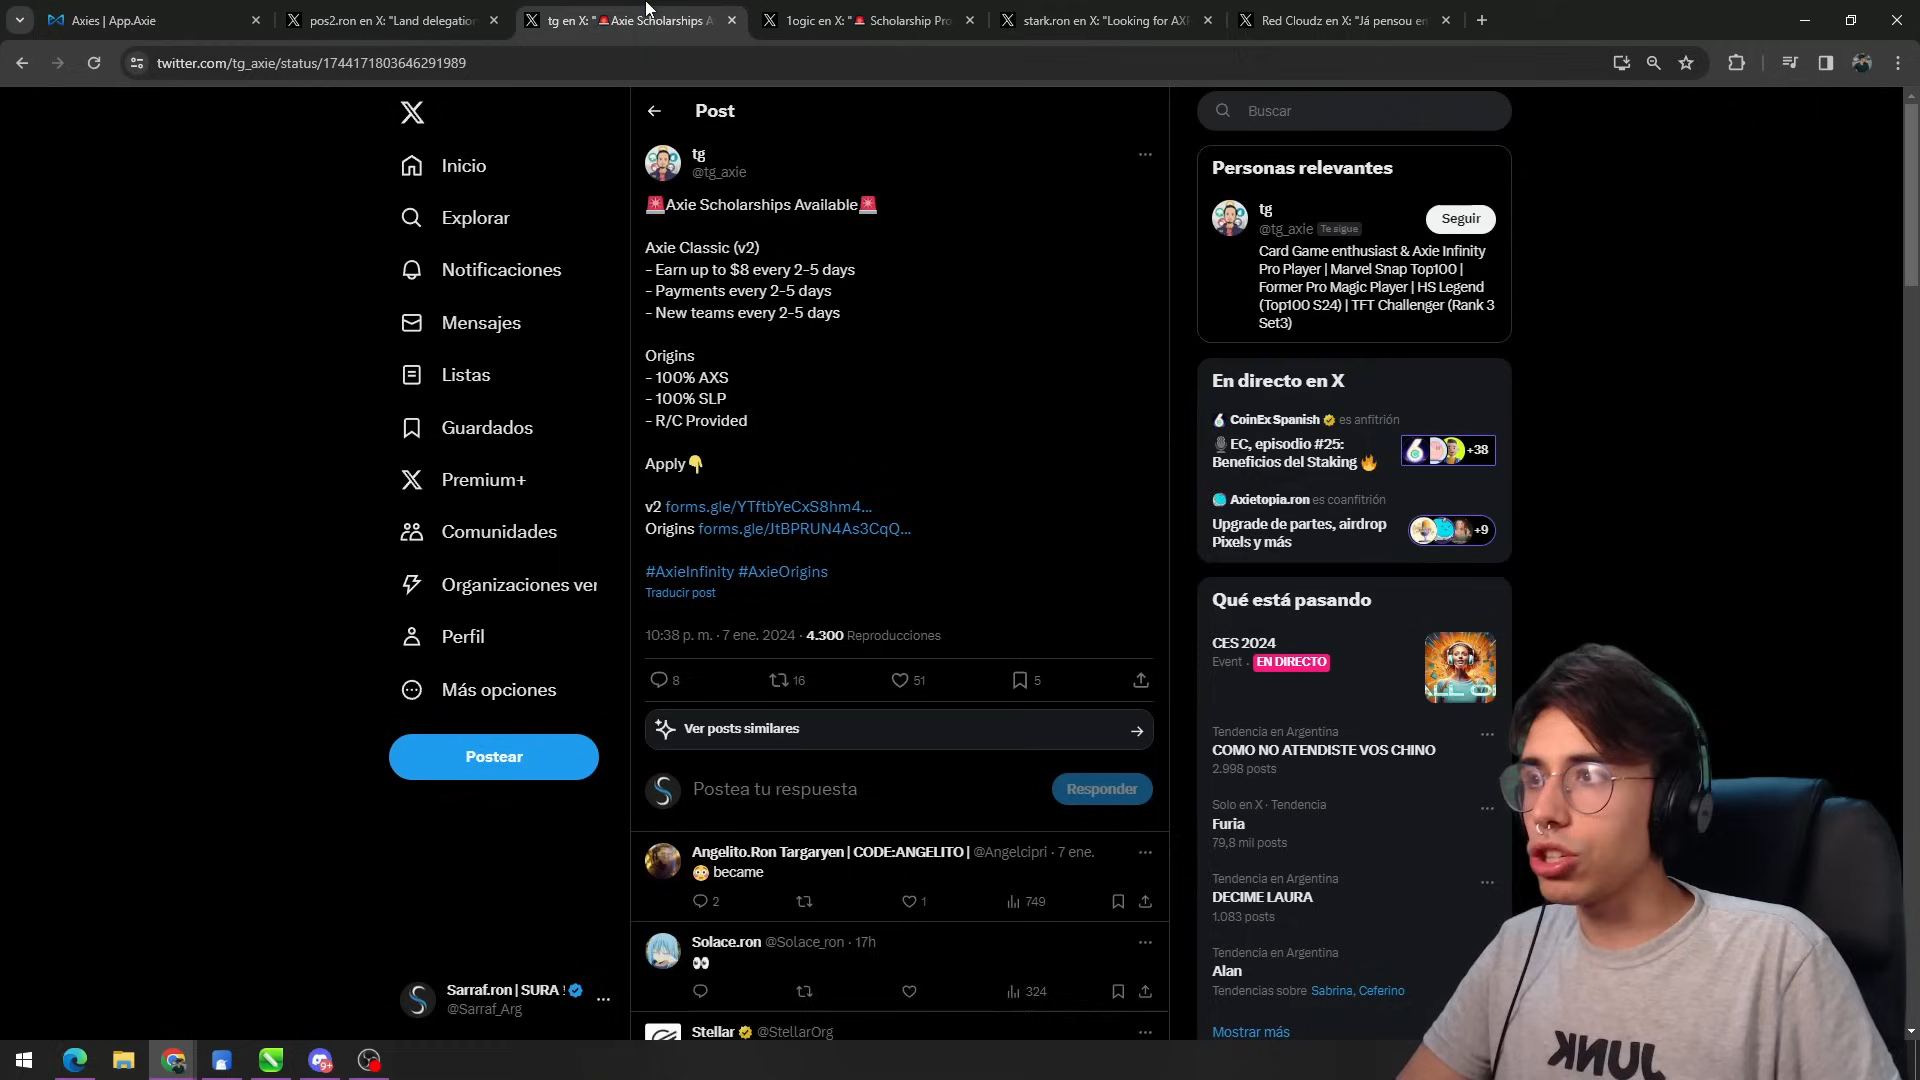 Axies | App.Axie
pos2.ron en X: "Land delegation
tg en X: "🚨Axie Scholarships A
1ogic en X: "🚨 Scholarship Pro
stark.ron en X: "Looking for AXI
Red Cloudz en X: "Já pensou en
twitter.com/tg_axie/status/1744171803646291989
Inicio
Explorar
Notificaciones
Mensajes
Listas
Guardados
Premium+
Comunidades
Organizaciones ver
Perfil
Más opciones
Postear
Sarraf.ron | SURA !
@Sarraf_Arg
Post
tg
@tg_axie
🚨Axie Scholarships Available🚨
Axie Classic (v2)
- Earn up to $8 every 2-5 days
- Payments every 2-5 days
- New teams every 2-5 days
Origins
- 100% AXS
- 100% SLP
- R/C Provided
Apply👇
v2 forms.gle/YTftbYeCxS8hm4...
Origins forms.gle/JtBPRUN4As3CqQ...
#AxieInfinity #AxieOrigins
Traducir post
10:38 p. m. · 7 ene. 2024 · 4.300 Reproducciones
8 16 51 5
Ver posts similares
Postea tu respuesta
Responder
Angelito.Ron Targaryen | CODE:ANGELITO | @Angelcipri · 7 ene.
😳 became
2 1 749
Solace.ron @Solace_ron · 17h
👀
324
Stellar @StellarOrg
Buscar
Personas relevantes
tg
@tg_axie Te sigue
Seguir
Card Game enthusiast & Axie Infinity
Pro Player | Marvel Snap Top100 |
Former Pro Magic Player | HS Legend
(Top100 S24) | TFT Challenger (Rank 3
Set3)
En directo en X
CoinEx Spanish es anfitrión
🎙️EC, episodio #25:
Beneficios del Staking 🔥
+38
Axietopia.ron es coanfitrión
Upgrade de partes, airdrop
Pixels y más
+9
Qué está pasando
CES 2024
Event · EN DIRECTO
ALL O
Tendencia en Argentina
COMO NO ATENDISTE VOS CHINO
2.998 posts
Solo en X · Tendencia
Furia
79,8 mil posts
Tendencia en Argentina
DECIME LAURA
1.083 posts
Tendencia en Argentina
Alan
Tendencias sobre Sabrina, Ceferino
Mostrar más
JUNK
9+